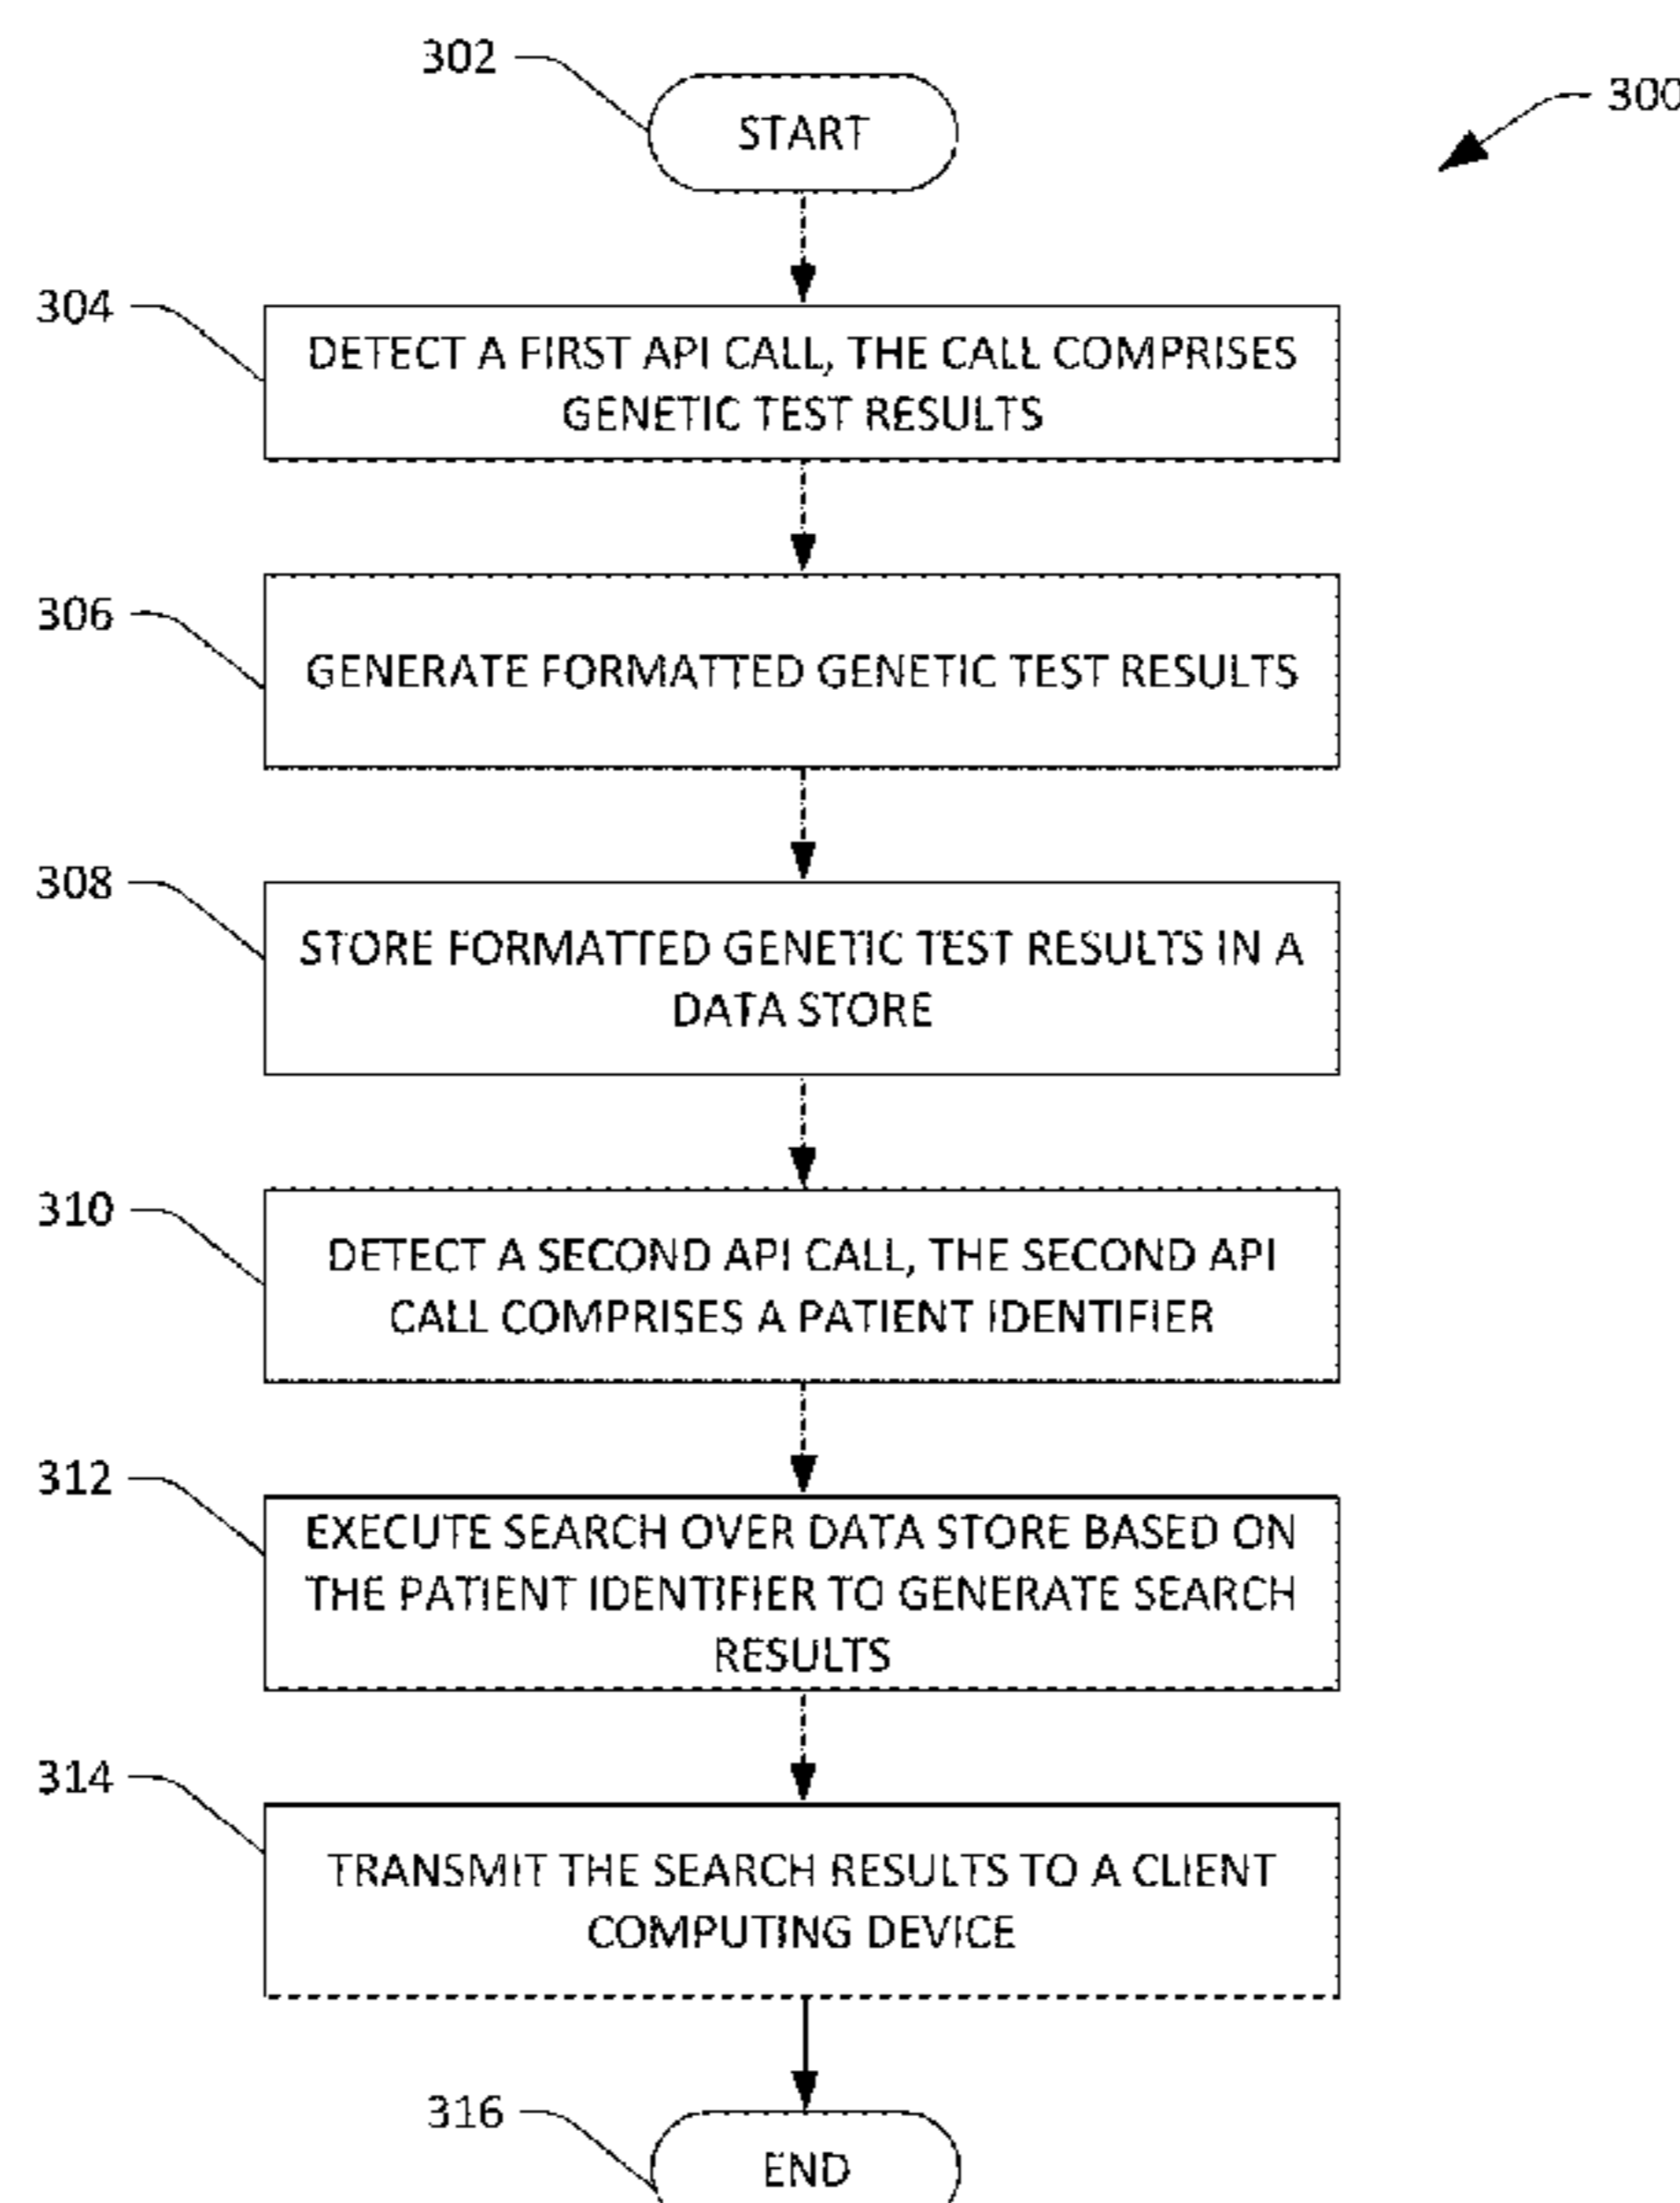 302
START
300
304
DETECT A FIRST API CALL, THE CALL COMPRISES
GENETIC TEST RESULTS
306
GENERATE FORMATTED GENETIC TEST RESULTS
308
STORE FORMATTED GENETIC TEST RESULTS IN A
DATA STORE
310
DETECT A SECOND API CALL, THE SECOND API
CALL COMPRISES A PATIENT IDENTIFIER
312
EXECUTE SEARCH OVER DATA STORE BASED ON
THE PATIENT IDENTIFIER TO GENERATE SEARCH
RESULTS
314
TRANSMIT THE SEARCH RESULTS TO A CLIENT
COMPUTING DEVICE
316
END